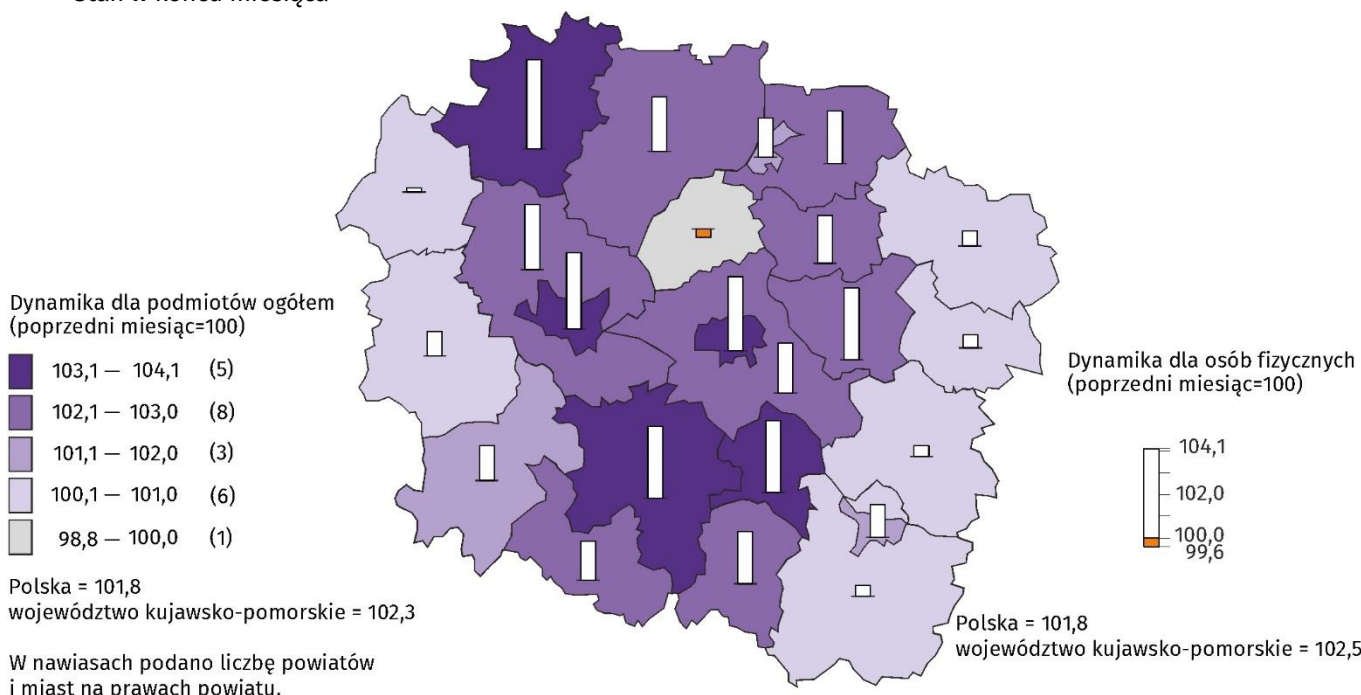 Stan w końcu miesiąca
Dynamika dla podmiotów ogółem
(poprzedni miesiąc=100)
103,1 — 104,1 (5)
102,1 — 103,0 (8)
101,1 — 102,0 (3)
100,1 — 101,0 (6)
98,8 — 100,0 (1)
Polska = 101,8
województwo kujawsko-pomorskie = 102,3
W nawiasach podano liczbę powiatów
i miast na prawach powiatu.
Dynamika dla osób fizycznych
(poprzedni miesiąc=100)
104,1
102,0
100,0
99,6
Polska = 101,8
województwo kujawsko-pomorskie = 102,5